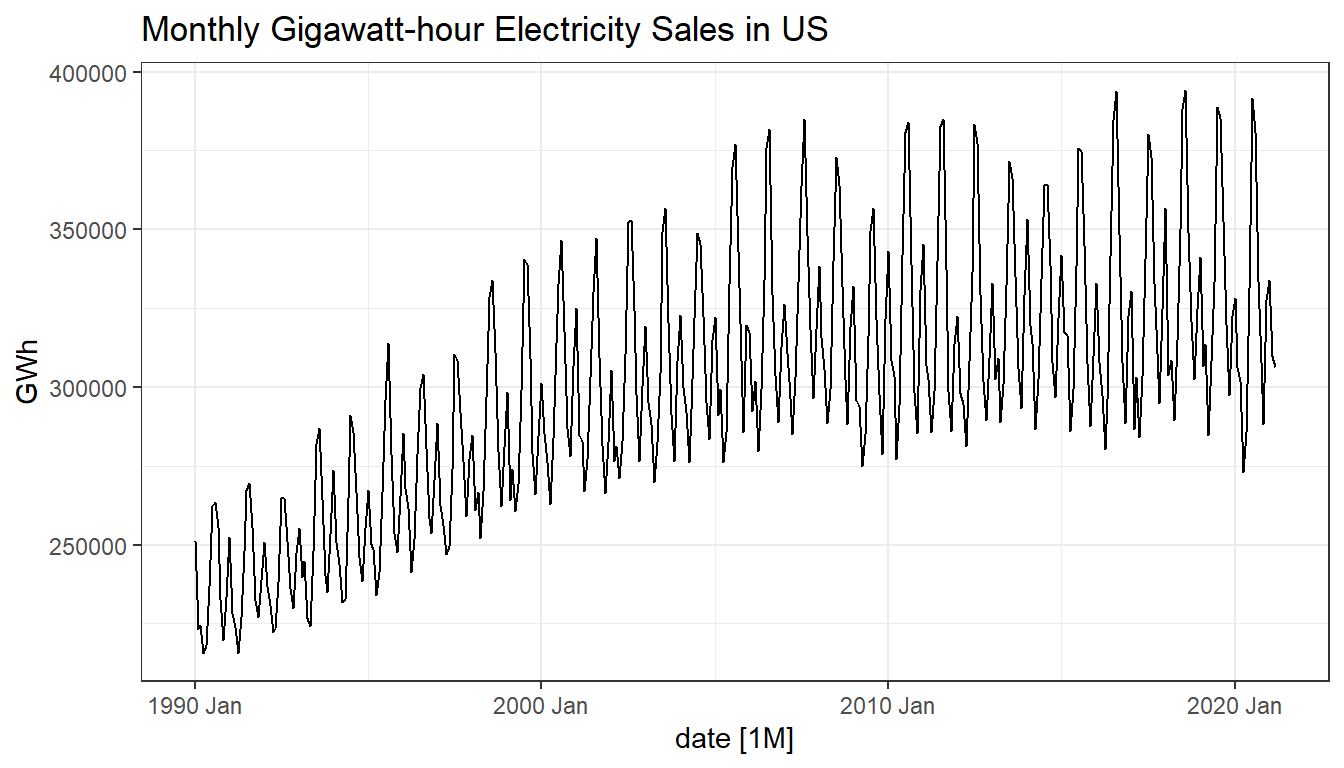 Monthly Gigawatt-hour Electricity Sales in US
GWh
400000
350000
300000
250000
1990 Jan
2000 Jan
2010 Jan
2020 Jan
date [1M]